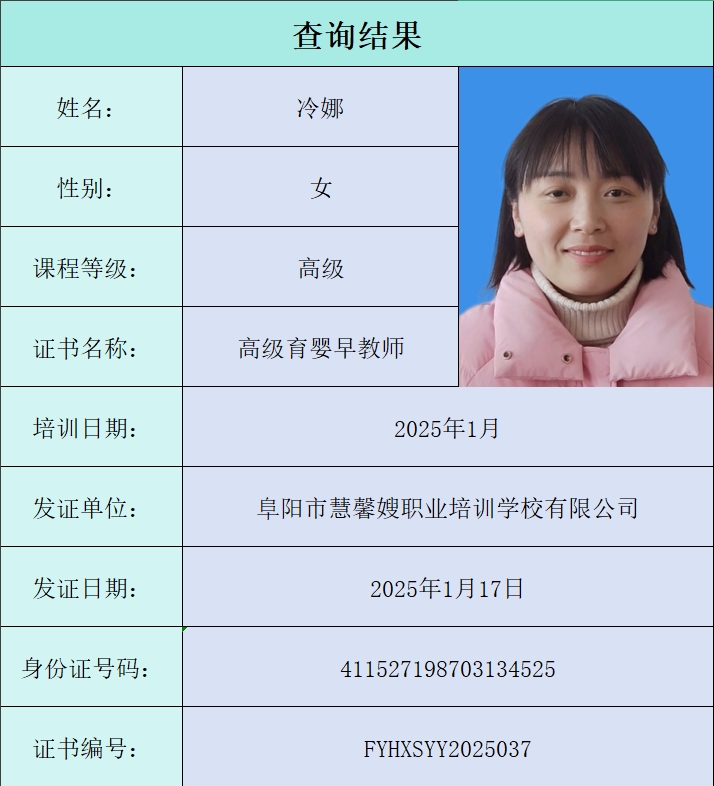 查询结果
姓名： 冷娜
性别： 女
课程等级： 高级
证书名称： 高级育婴早教师
培训日期： 2025年1月
发证单位： 阜阳市慧馨嫂职业培训学校有限公司
发证日期： 2025年1月17日
身份证号码： 411527198703134525
证书编号： FYHXSYY2025037